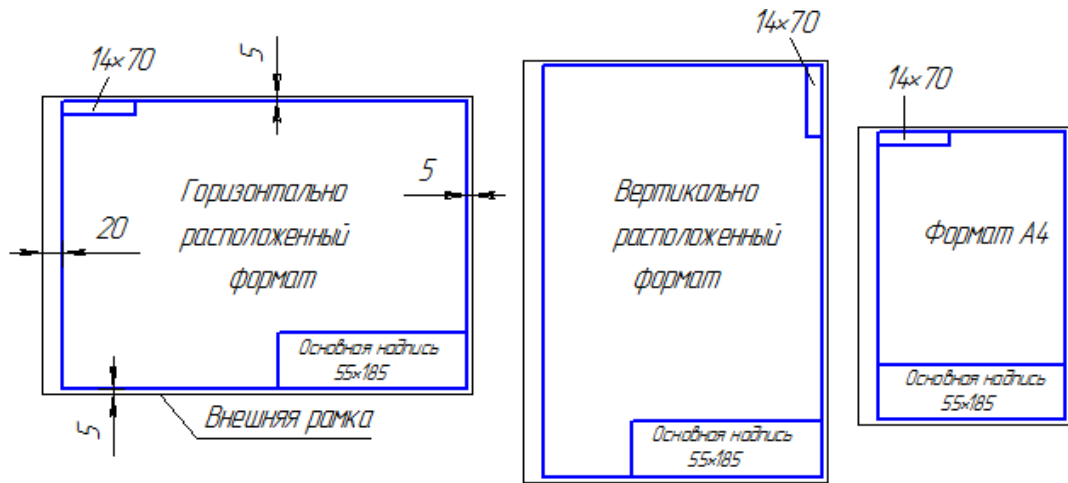 14×70
5
Горизонтально
расположенный
формат
5
20
Основная надпись
55×185
5
Внешняя рамка
14×70
Вертикально
расположенный
формат
Основная надпись
55×185
14×70
Формат А4
Основная надпись
55×185